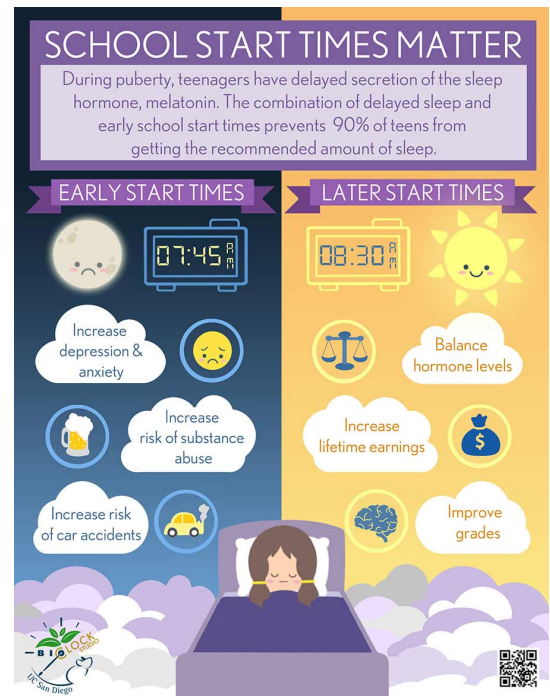 SCHOOL START TIMES MATTER
During puberty, teenagers have delayed secretion of the sleep
hormone, melatonin. The combination of delayed sleep and
early school start times prevents 90% of teens from
getting the recommended amount of sleep.
EARLY START TIMES
07:45 AM
Increase
depression &
anxiety
Increase
risk of substance
abuse
Increase risk
of car accidents
LATER START TIMES
08:30 AM
Balance
hormone levels
Increase
lifetime earnings
$
Improve
grades
BIOCLOCK
STUDIO
UC San Diego